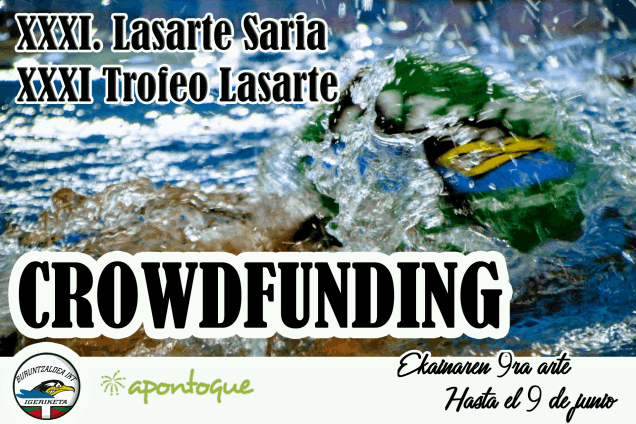 XXXI. Lasarte Saria
XXXI Trofeo Lasarte
CROWDFUNDING
BURUNTZALDEA IKT
IGERIKETA
apontoque
Ekainaren 9ra arte
Hasta el 9 de junio